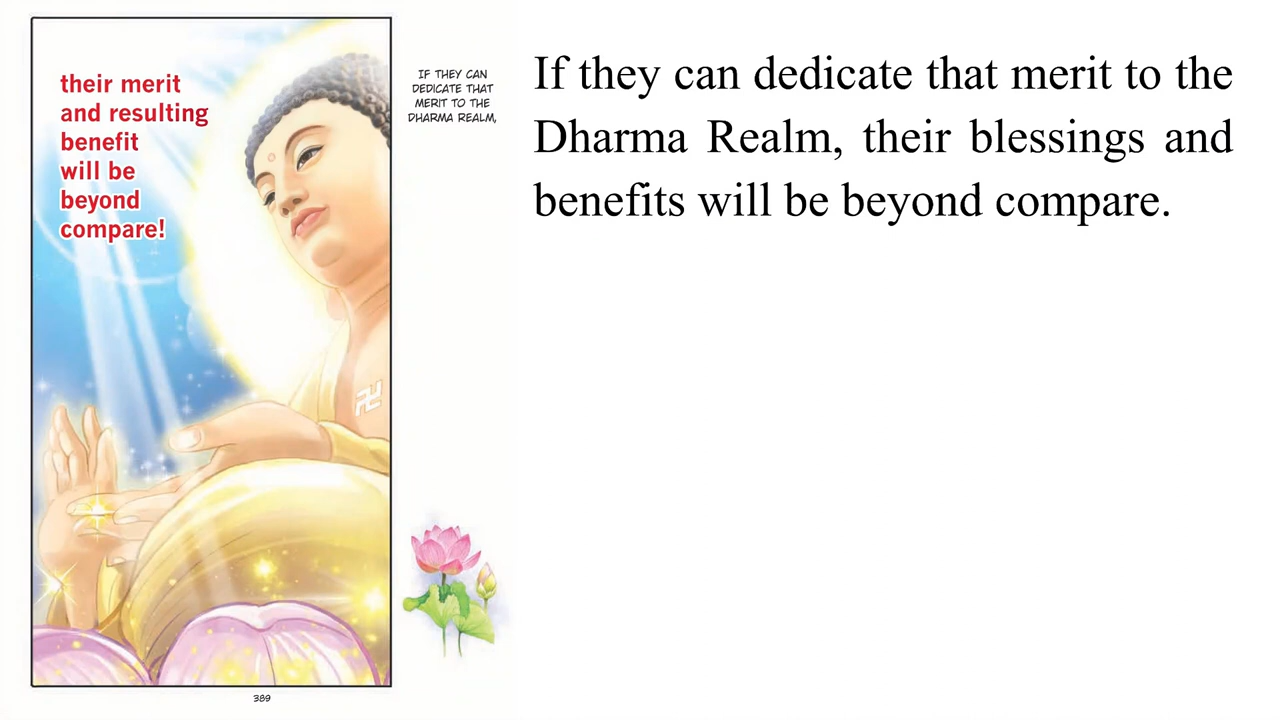 their merit
and resulting
benefit
will be
beyond
compare!
IF THEY CAN
DEDICATE THAT
MERIT TO THE
DHARMA REALM,
389
If they can dedicate that merit to the
Dharma Realm, their blessings and
benefits will be beyond compare.